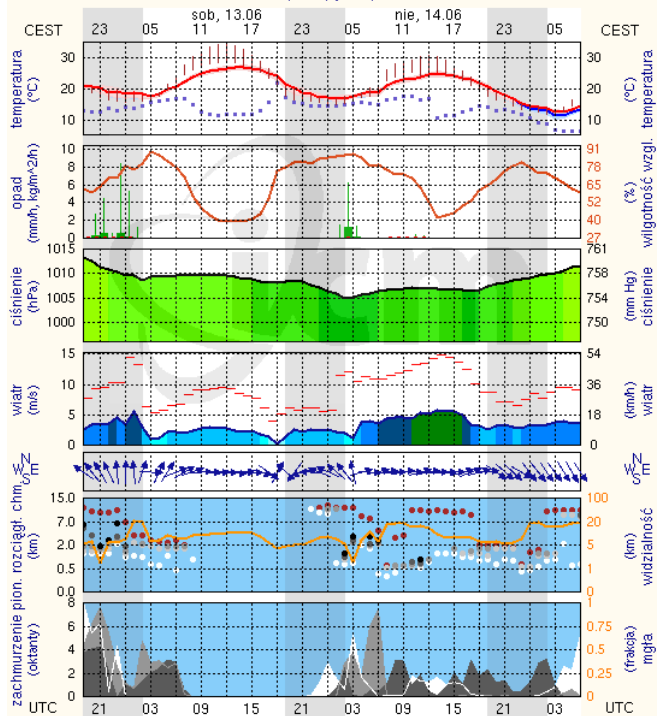 sob, 13.06 nie, 14.06
CEST 23 05 11 17 23 05 11 17 23 05 CEST
temperatura (ºC) 30 20 10 30 20 10 (ºC) temperatura
opad (mm/h, kg/m^2/h) 10 8 6 4 2 0 91 78 65 52 40 27 (%) wilgotność wzgl.
icm
ciśnienie (hPa) 1015 1010 1005 1000 761 758 754 750 (mm Hg) ciśnienie
wiatr (m/s) 15 10 5 0 54 36 18 0 (km/h) wiatr
N W E S N W E S
pion. rozciągł. chm. (km) 15.0 7.0 2.0 0.5 0.0 100 20 5 1 0 (km) widzialność
zachmurzenie (oktanty) 8 6 4 2 0 1 0.75 0.5 0.25 0 (frakcja) mgła
UTC 21 03 09 15 21 03 09 15 21 03 UTC